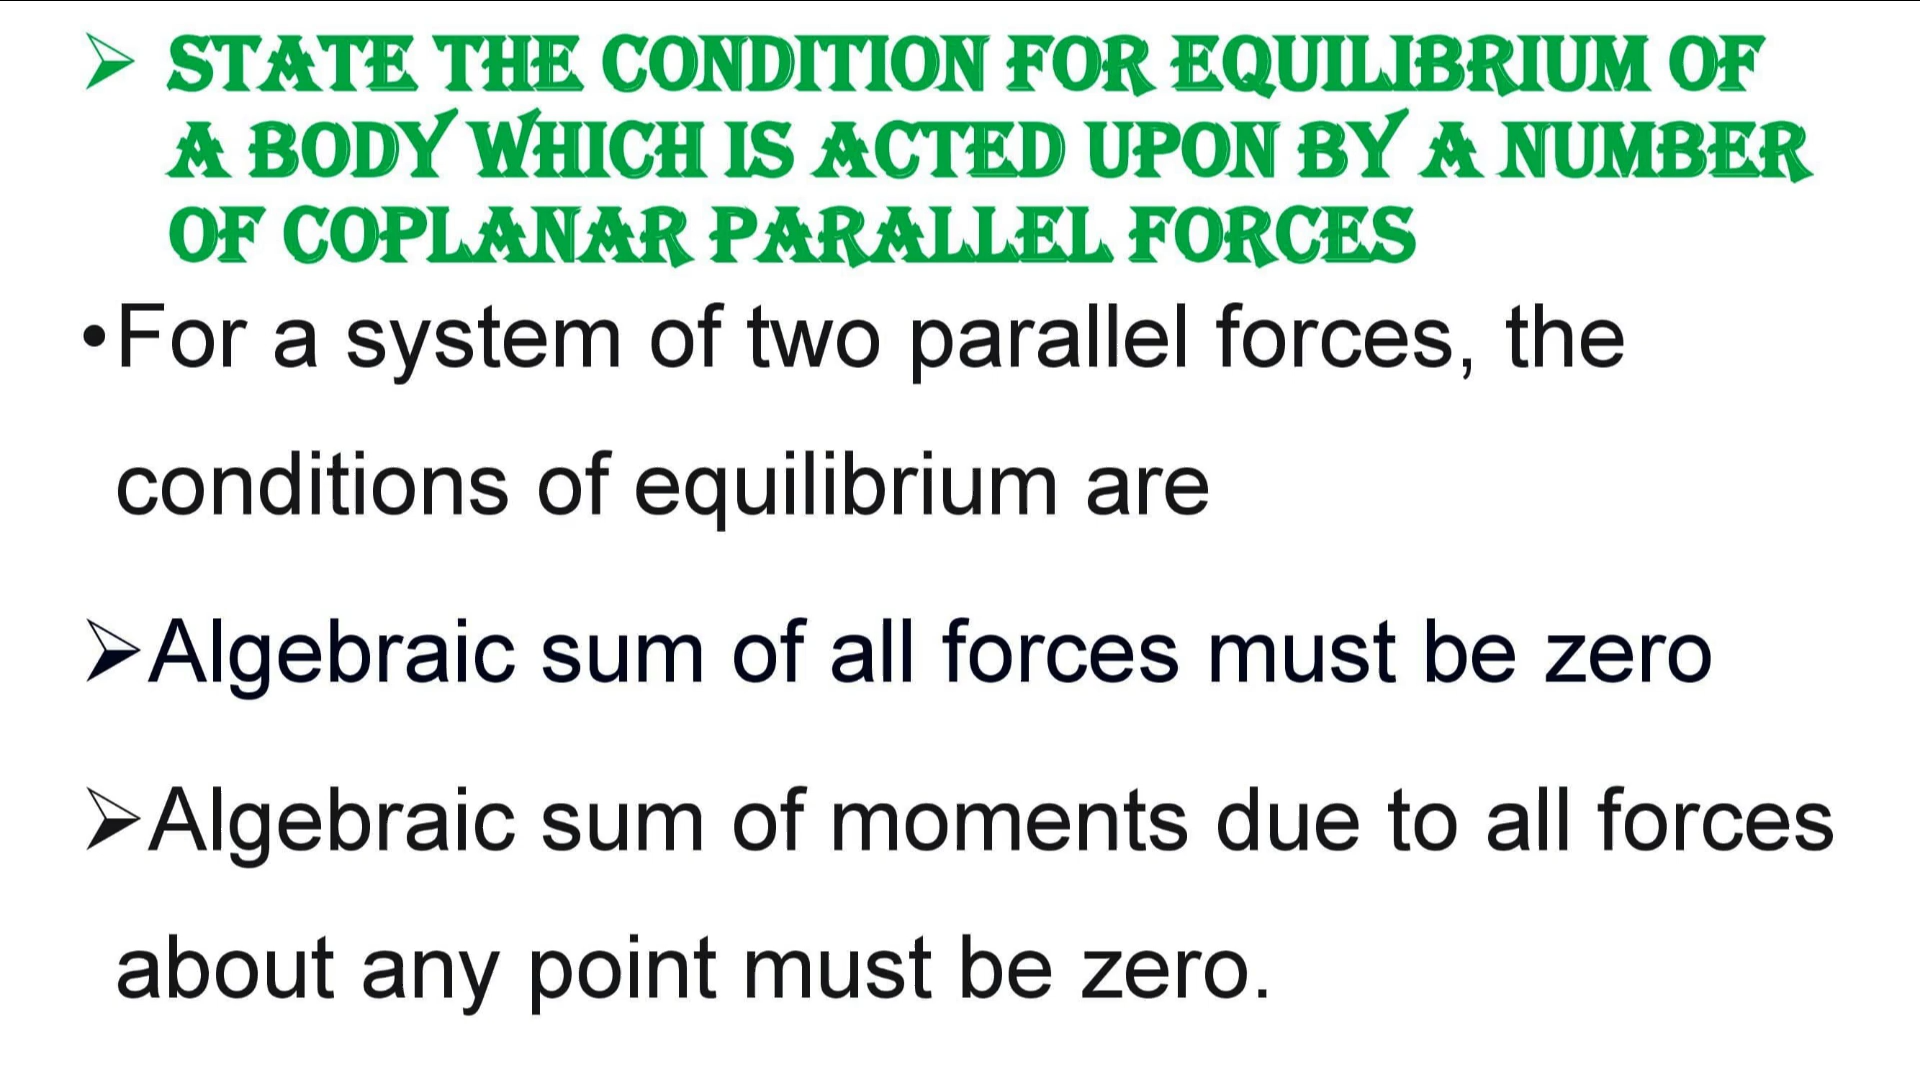 ➢ STATE THE CONDITION FOR EQUILIBRIUM OF
A BODY WHICH IS ACTED UPON BY A NUMBER
OF COPLANAR PARALLEL FORCES
•For a system of two parallel forces, the
conditions of equilibrium are
➢Algebraic sum of all forces must be zero
➢Algebraic sum of moments due to all forces
about any point must be zero.